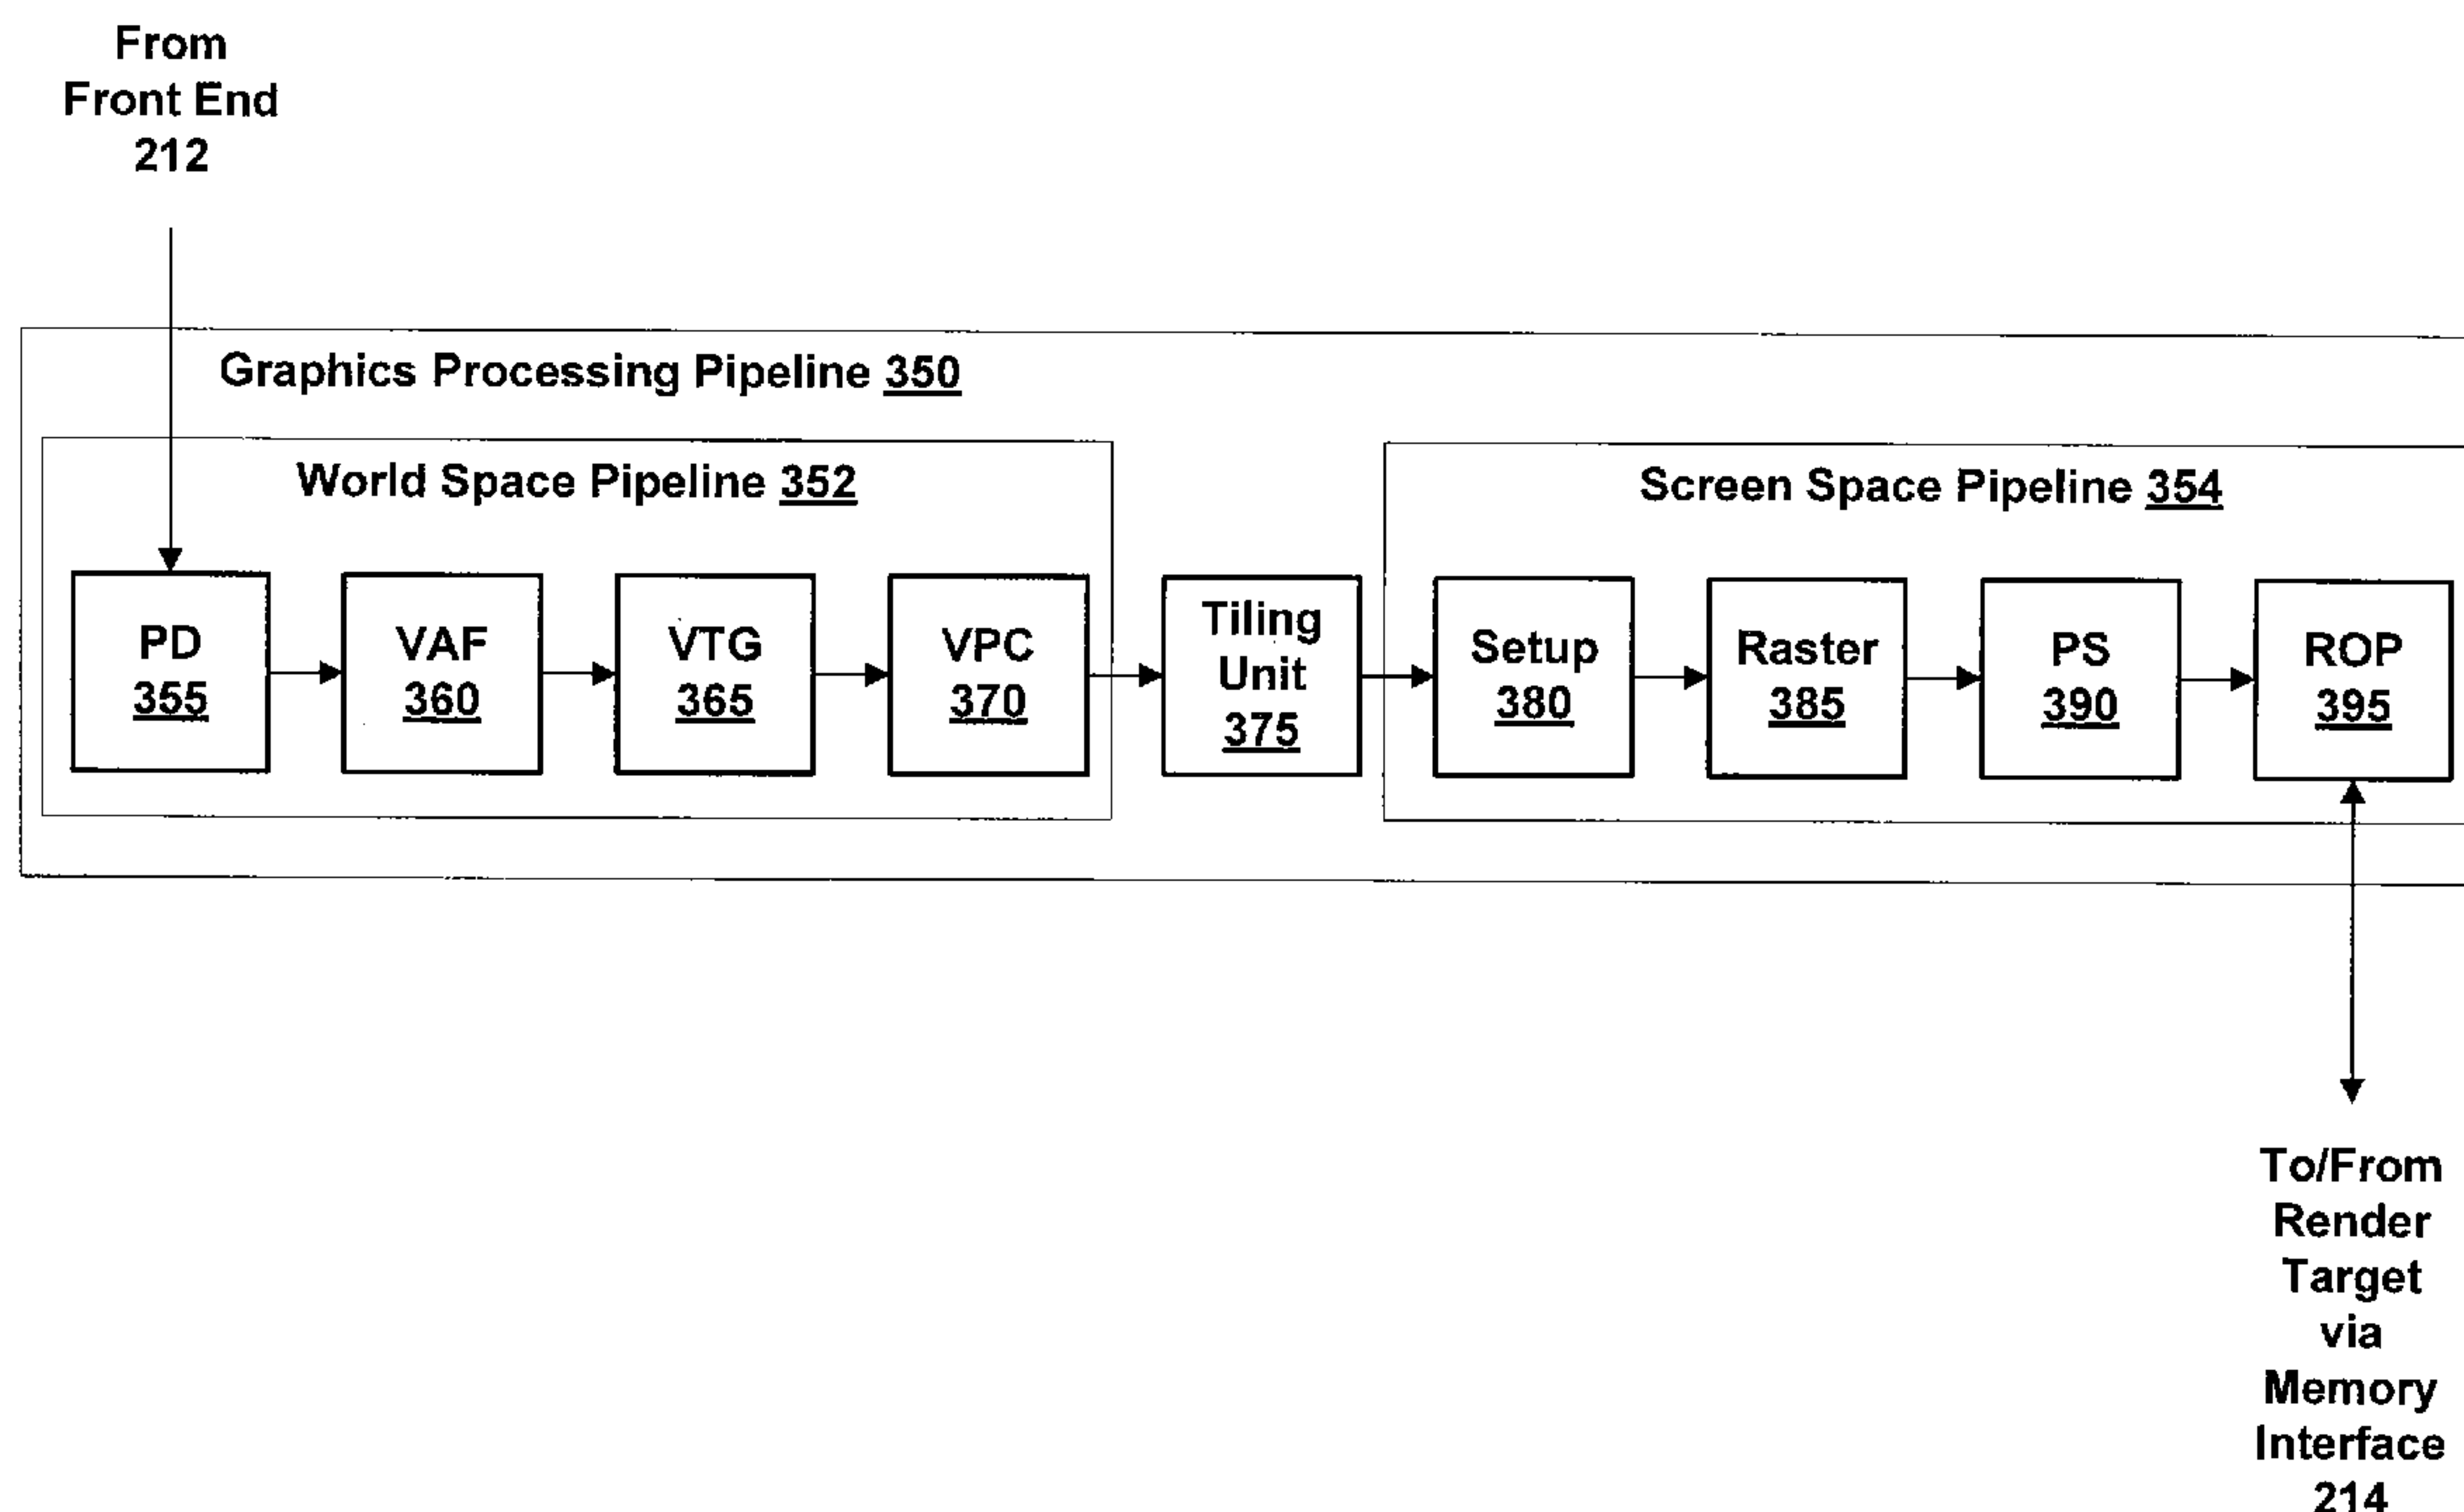 From
Front End
212
Graphics Processing Pipeline 350
World Space Pipeline 352
Screen Space Pipeline 354
PD
355
VAF
360
VTG
365
VPC
370
Tiling
Unit
375
Setup
380
Raster
385
PS
390
ROP
395
To/From
Render
Target
via
Memory
Interface
214